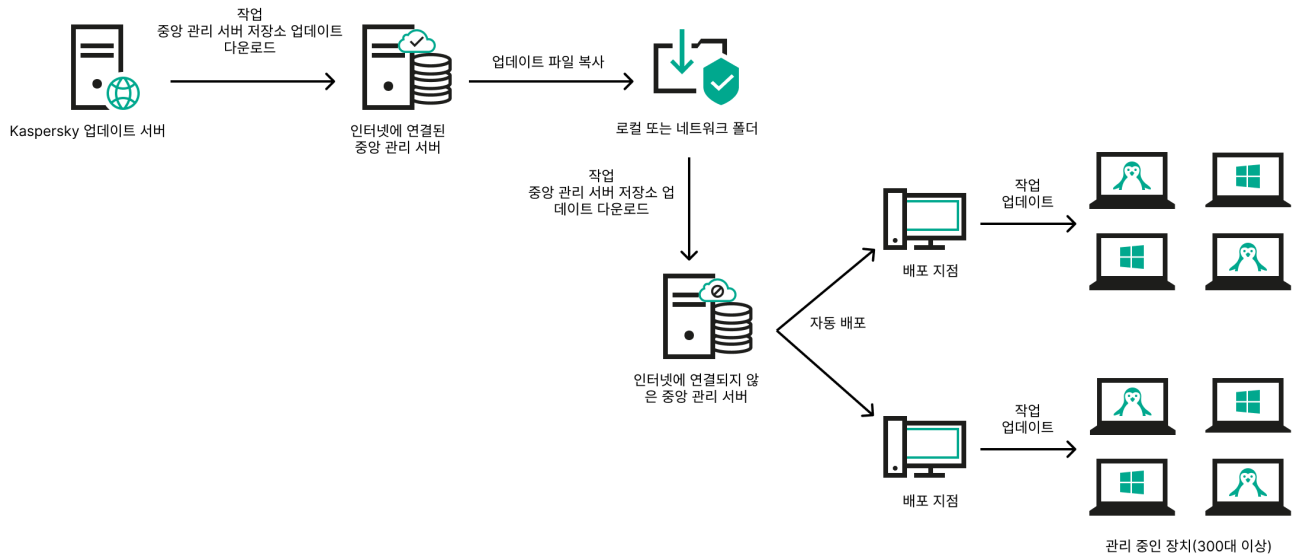 작업
중앙 관리 서버 저장소 업데이트
다운로드
Kaspersky 업데이트 서버
인터넷에 연결된
중앙 관리 서버
업데이트 파일 복사
로컬 또는 네트워크 폴더
작업
중앙 관리 서버 저장소 업
데이트 다운로드
인터넷에 연결되지 않
은 중앙 관리 서버
자동 배포
배포 지점
작업
업데이트
배포 지점
작업
업데이트
관리 중인 장치(300대 이상)